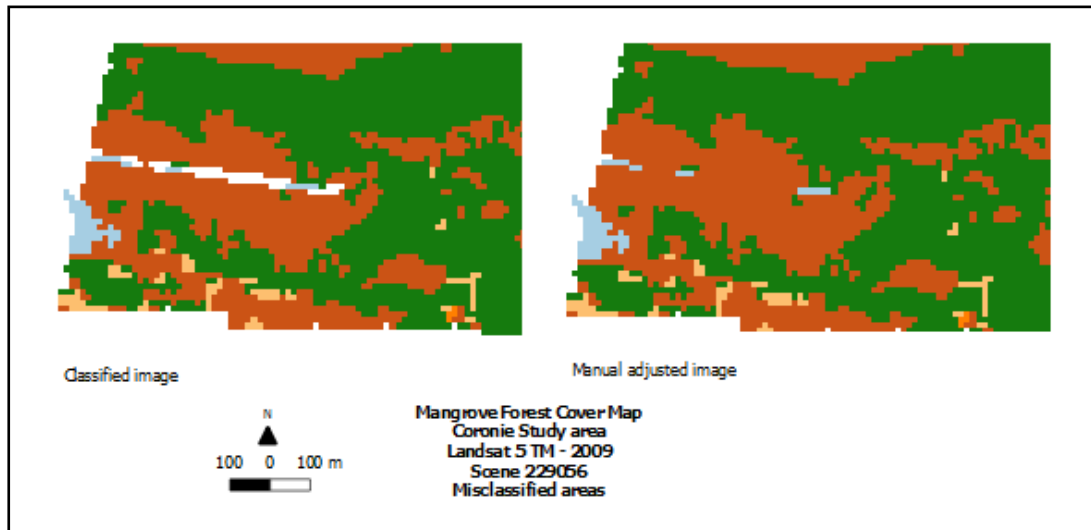 Classified image
Manual adjusted image
N
100 0 100 m
Mangrove Forest Cover Map
Coronie Study area
Landsat 5 TM - 2009
Scene 229056
Misclassified areas